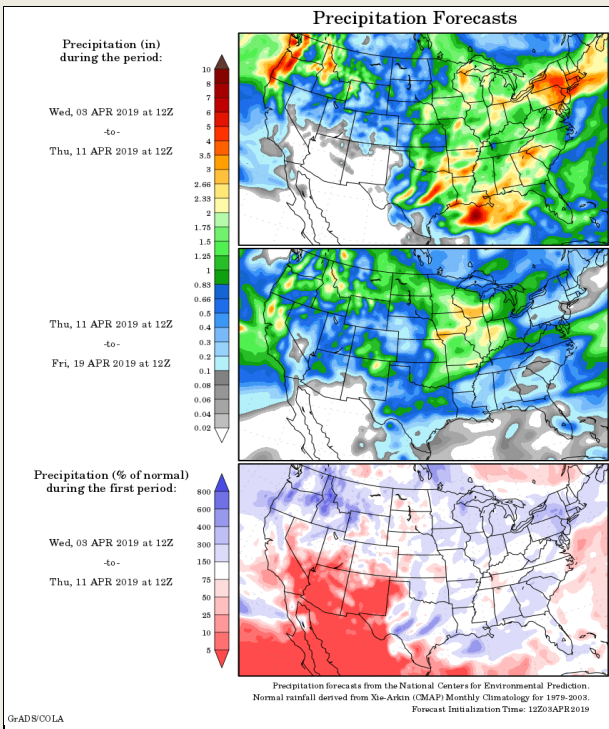 Precipitation Forecasts
Precipitation (in)
during the period:
Wed, 03 APR 2019 at 12Z
-to-
Thu, 11 APR 2019 at 12Z
10
8
7
6
5
4
3.5
3
2.66
2.33
2
1.75
1.5
1.25
1
0.83
0.66
0.5
0.4
0.3
0.2
0.1
0.08
0.06
0.04
0.02
Thu, 11 APR 2019 at 12Z
-to-
Fri, 19 APR 2019 at 12Z
Precipitation (% of normal)
during the first period:
Wed, 03 APR 2019 at 12Z
-to-
Thu, 11 APR 2019 at 12Z
800
600
400
300
150
75
50
25
10
5
Precipitation forecasts from the National Centers for Environmental Prediction.
Normal rainfall derived from Xie-Arkin (CMAP) Monthly Climatology for 1979-2003.
Forecast Initialization Time: 12Z03APR2019
GrADS/COLA